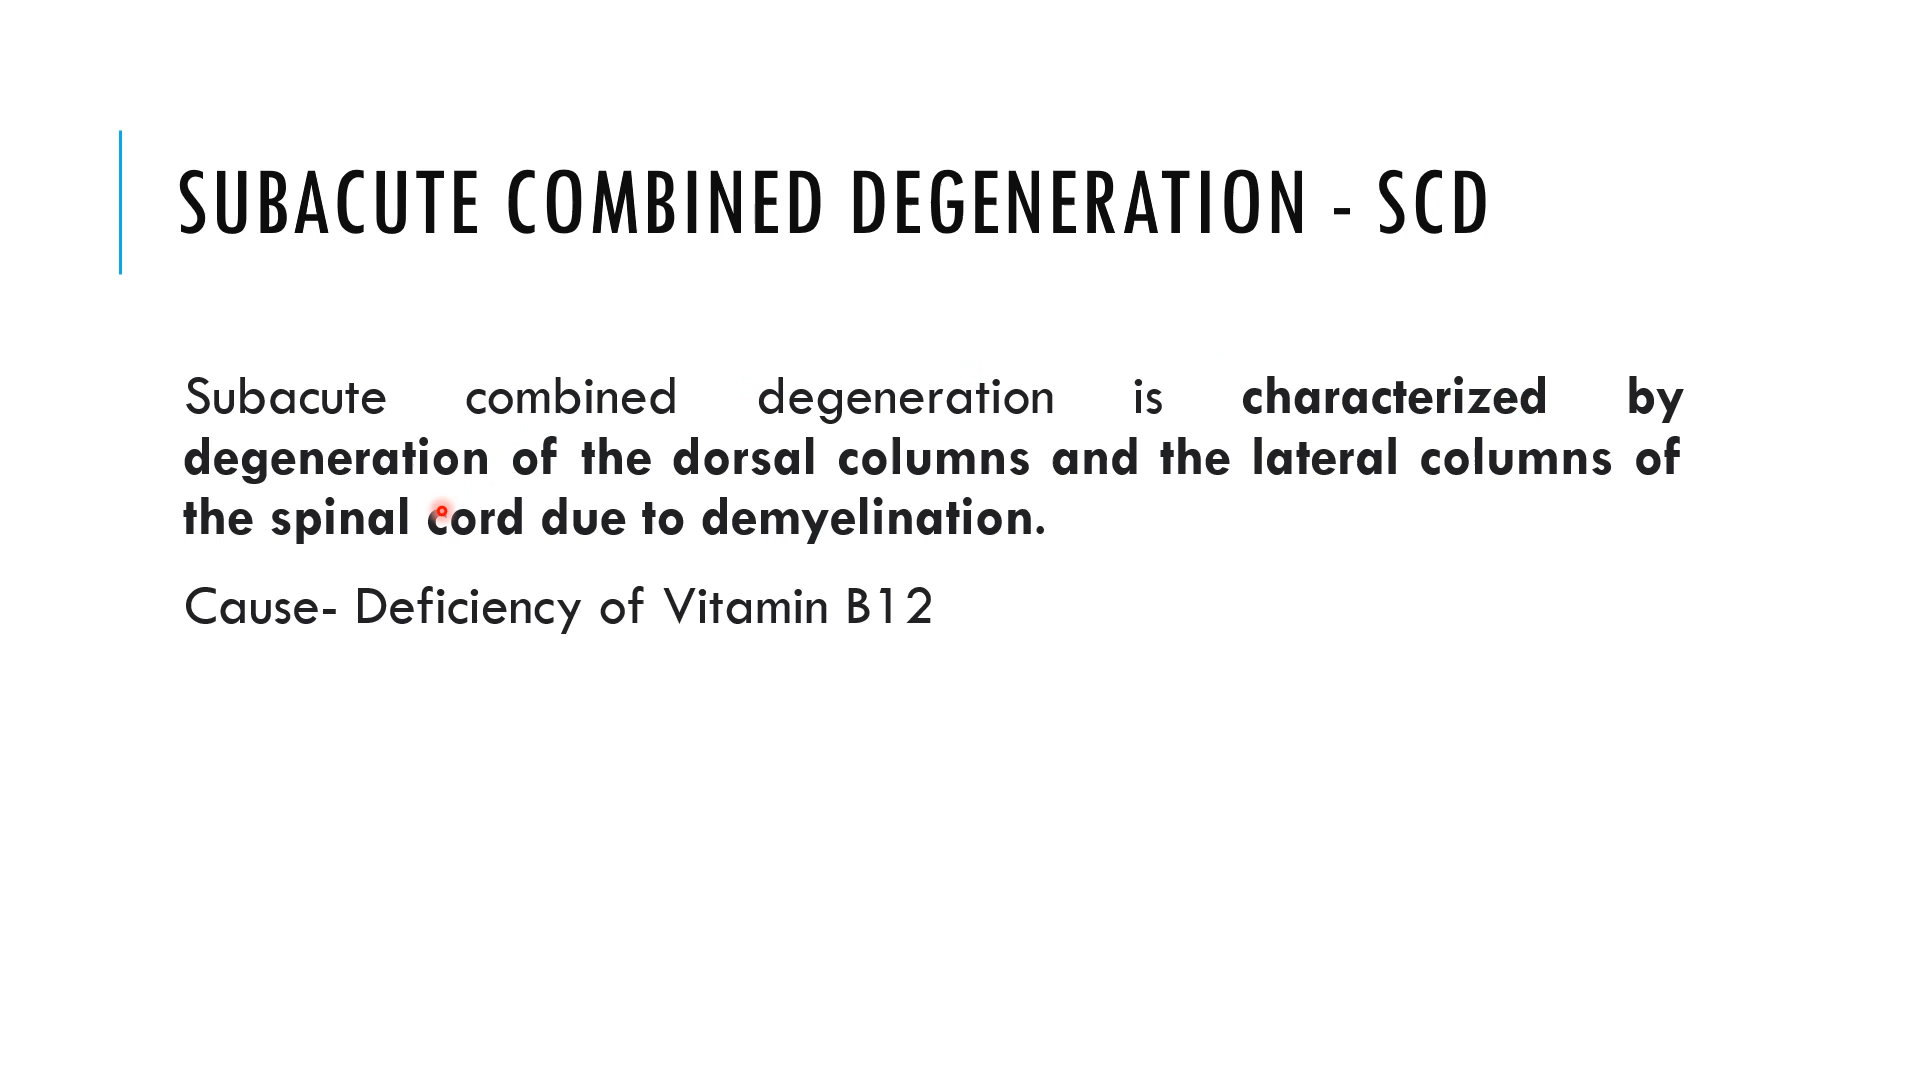 SUBACUTE COMBINED DEGENERATION - SCD
Subacute combined degeneration is characterized by
degeneration of the dorsal columns and the lateral columns of
the spinal cord due to demyelination.
Cause- Deficiency of Vitamin B12